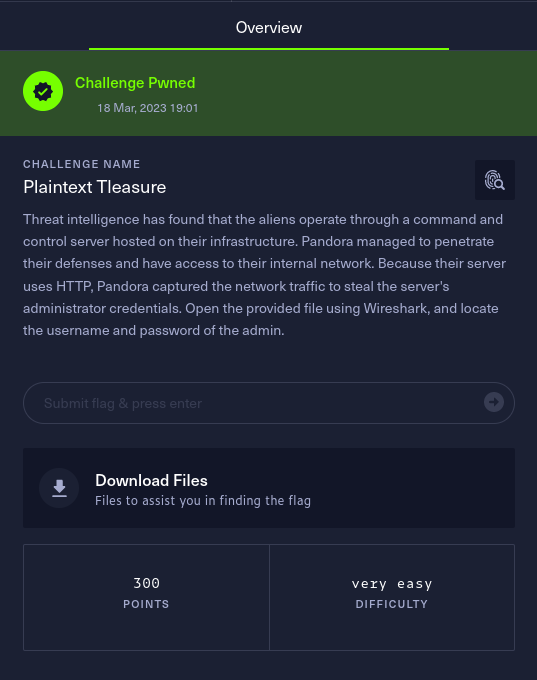 Overview
Challenge Pwned
18 Mar, 2023 19:01
CHALLENGE NAME
Plaintext Tleasure
Threat intelligence has found that the aliens operate through a command and
control server hosted on their infrastructure. Pandora managed to penetrate
their defenses and have access to their internal network. Because their server
uses HTTP, Pandora captured the network traffic to steal the server's
administrator credentials. Open the provided file using Wireshark, and locate
the username and password of the admin.
Submit flag & press enter
Download Files
Files to assist you in finding the flag
300
POINTS
very easy
DIFFICULTY